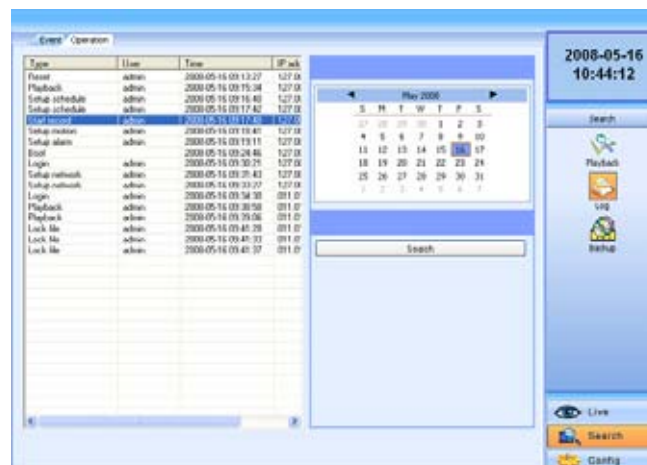 Event Operation
Type User Time IP ad
Reset admin 2008-05-16 09:13:27 127.0
Playback admin 2008-05-16 09:15:34 127.0
Setup schedule admin 2008-05-16 09:16:40 127.0
Setup schedule admin 2008-05-16 09:17:42 127.0
Start record admin 2008-05-16 09:17:48 127.0
Setup motion admin 2008-05-16 09:18:41 127.0
Setup alarm admin 2008-05-16 09:19:11 127.0
2008-05-16 09:24:46 127.0
Login admin 2008-05-16 09:30:21 127.0
Setup network admin 2008-05-16 09:31:43 127.0
Setup network admin 2008-05-16 09:33:27 127.0
Login admin 2008-05-16 09:34:30
Playback admin 2008-05-16 09:38:58
Playback admin 2008-05-16 09:39:06
Lock file admin 2008-05-16 09:41:28
Lock file admin 2008-05-16 09:41:33
Lock file admin 2008-05-16 09:41:37
May 2008
S M T W T F S
27 28 29 30 1 2 3
4 5 6 7 8 9 10
11 12 13 14 15 16 17
18 19 20 21 22 23 24
25 26 27 28 29 30 31
1 2 3 4 5 6 7
Search
2008-05-16
10:44:12
Search
Playback
Log
Backup
Live
Search
Config